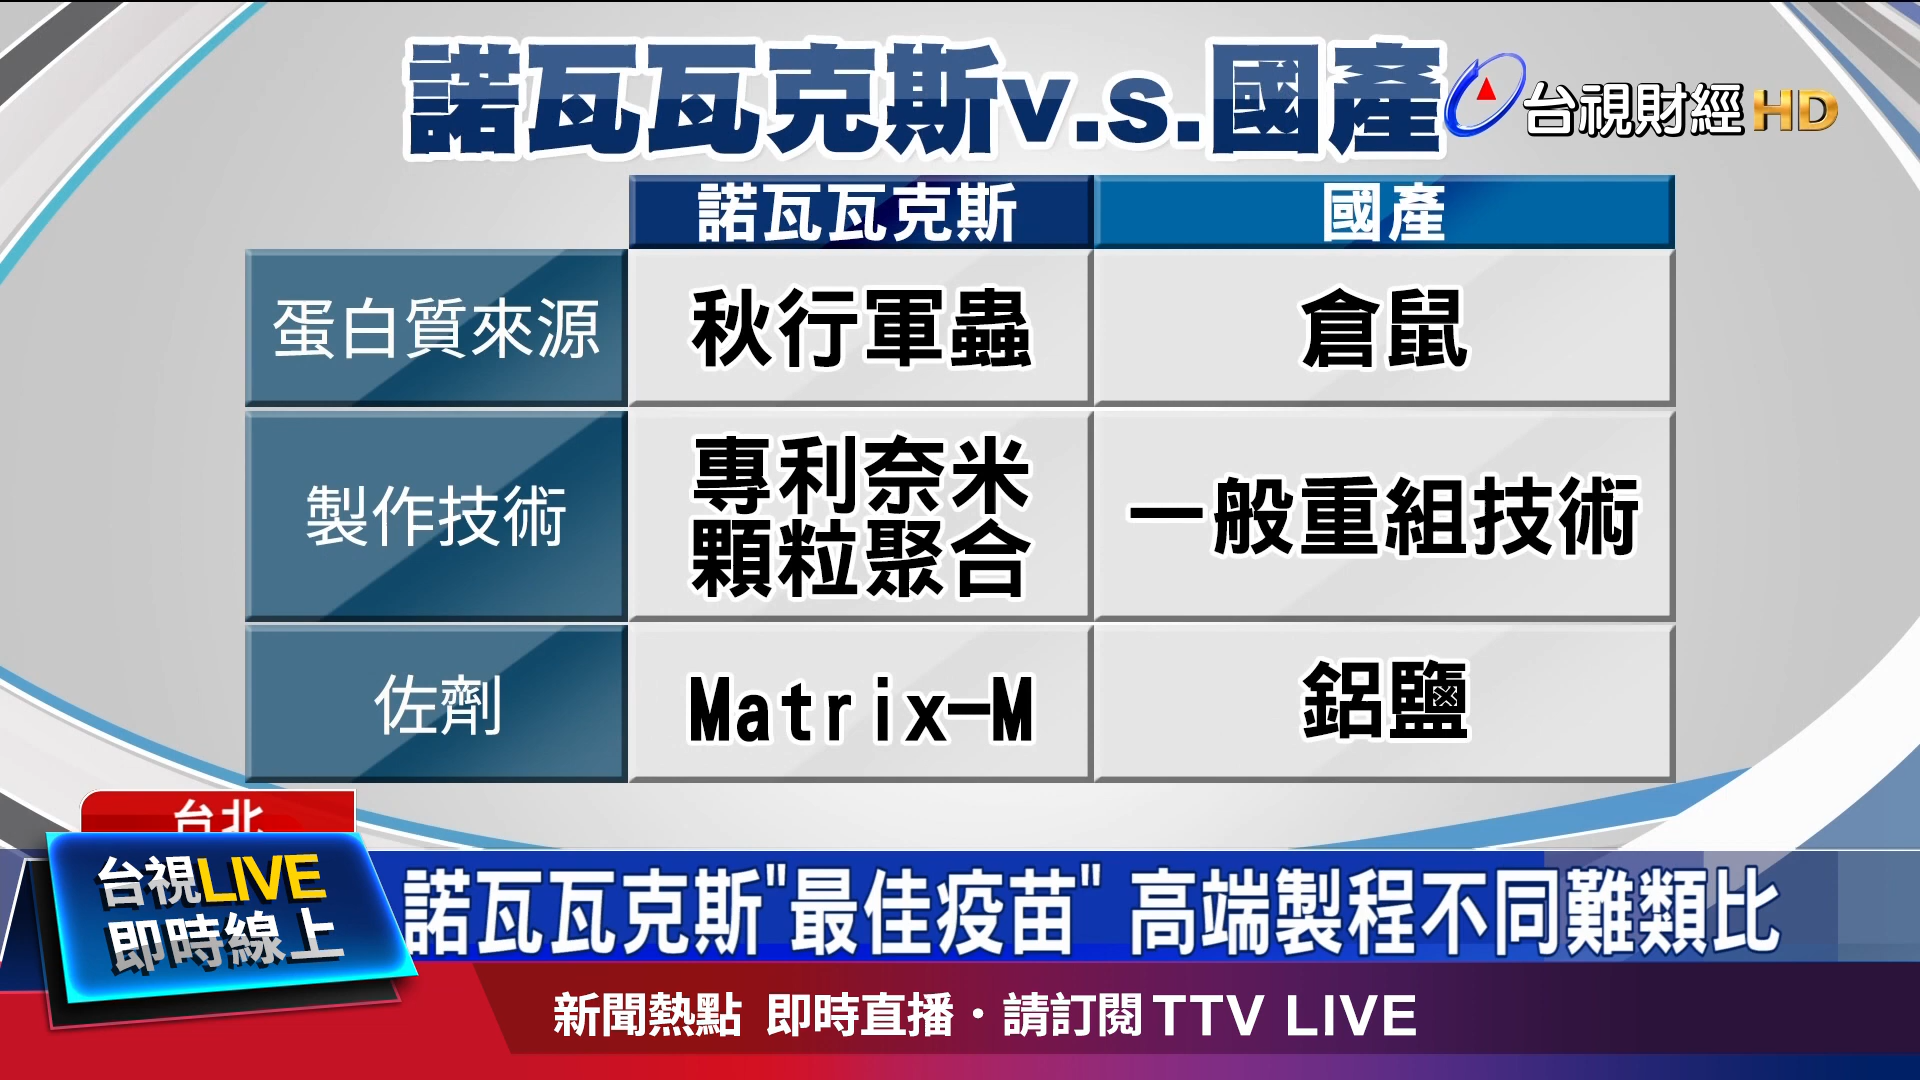 諾瓦瓦克斯v.s.國產
台視財經HD
諾瓦瓦克斯 國產
蛋白質來源 秋行軍蟲 倉鼠
製作技術 專利奈米顆粒聚合 一般重組技術
佐劑 Matrix-M 鋁鹽
台北
台視LIVE
即時線上
諾瓦瓦克斯"最佳疫苗" 高端製程不同難類比
新聞熱點 即時直播・請訂閱TTV LIVE